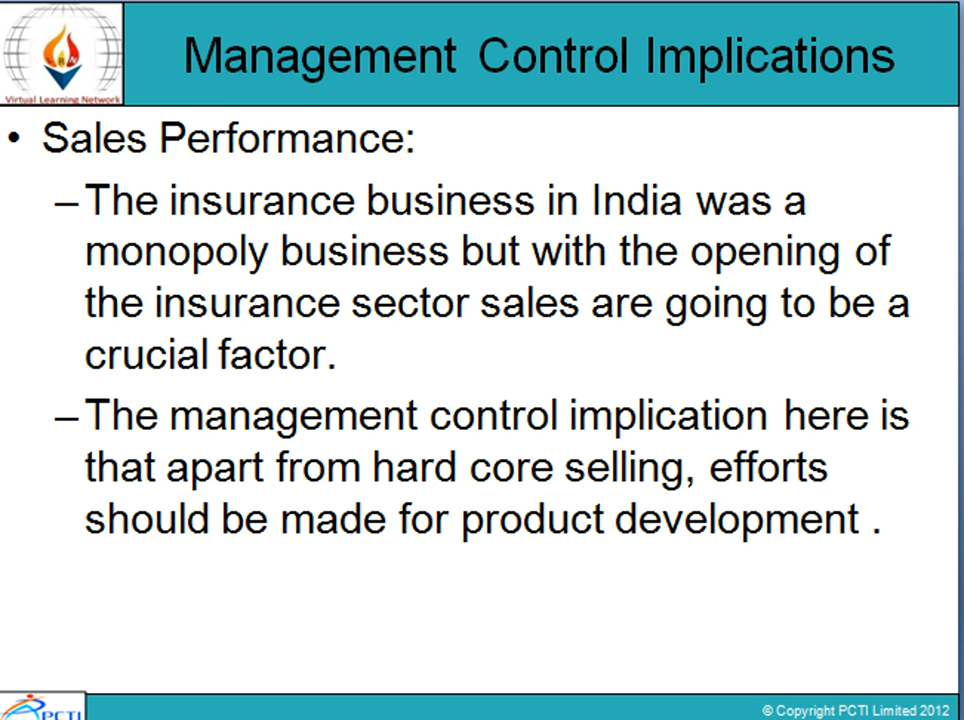 Management Control Implications
Virtual Learning Network
• Sales Performance:
– The insurance business in India was a
monopoly business but with the opening of
the insurance sector sales are going to be a
crucial factor.
– The management control implication here is
that apart from hard core selling, efforts
should be made for product development .
PCTI
© Copyright PCTI Limited 2012